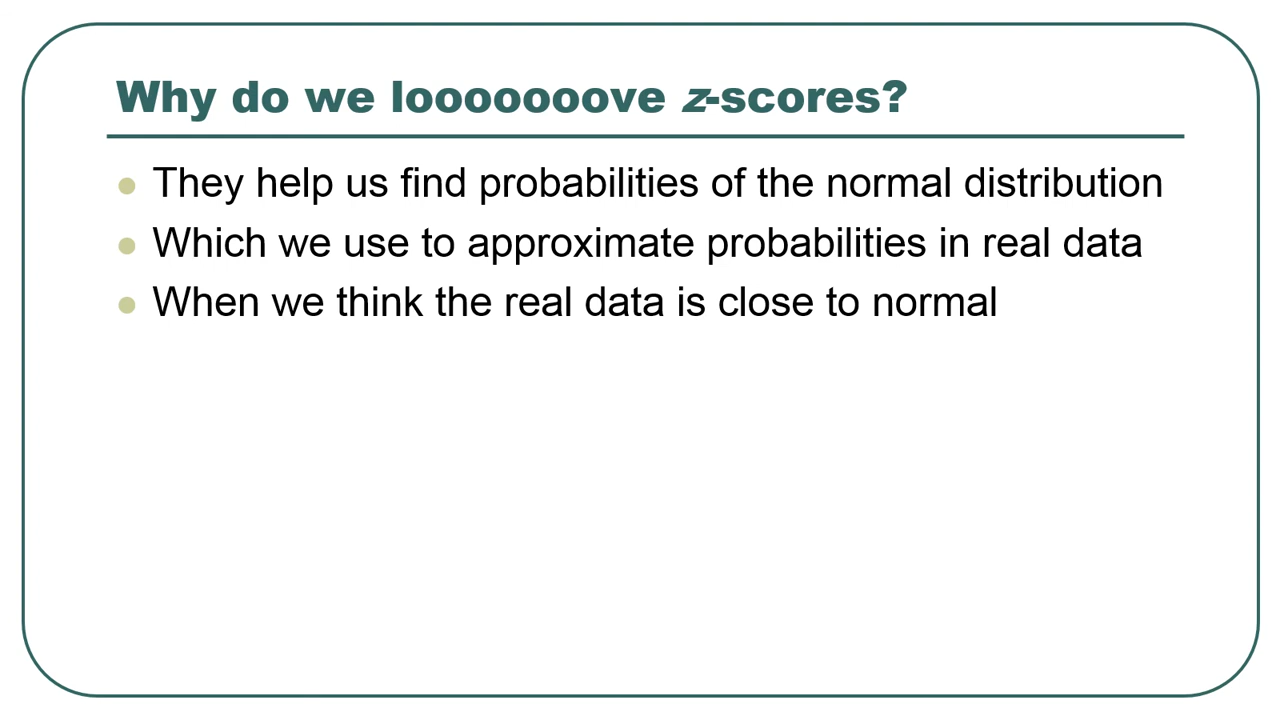 Why do we looooooove z-scores?
They help us find probabilities of the normal distribution
Which we use to approximate probabilities in real data
When we think the real data is close to normal